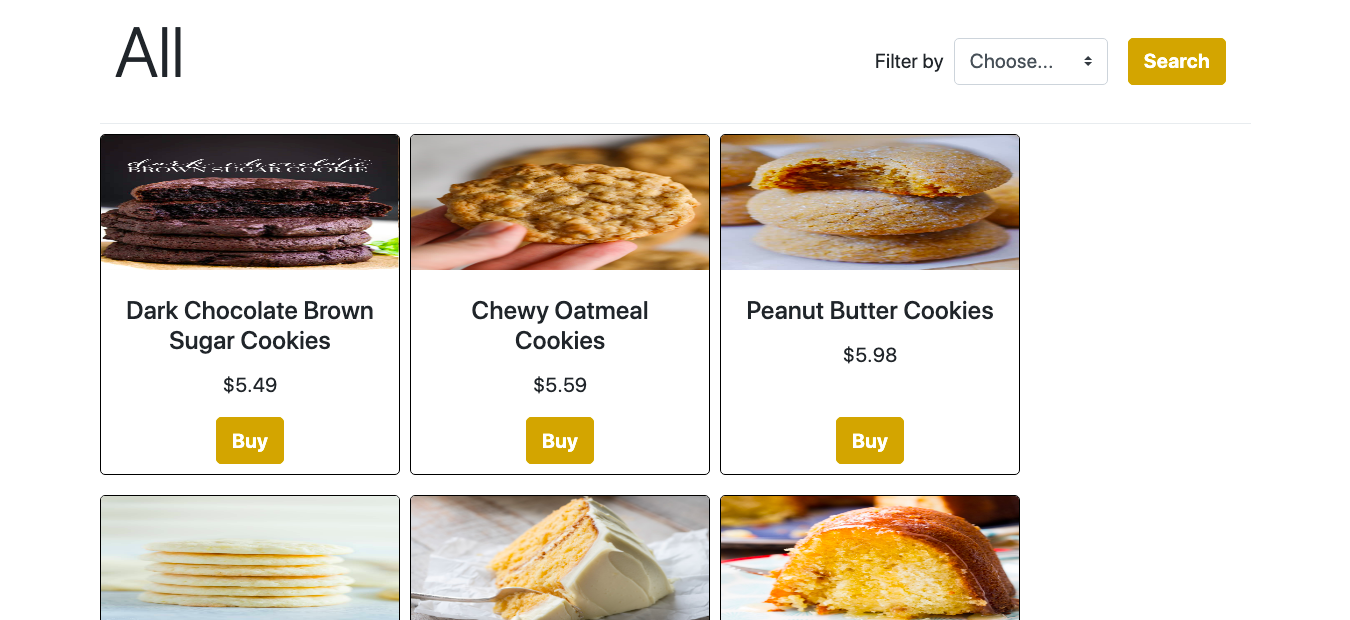 All
Filter by Choose... Search
dark chocolate
BROWN SUGAR COOKIE
Dark Chocolate Brown
Sugar Cookies
$5.49
Buy
Chewy Oatmeal
Cookies
$5.59
Buy
Peanut Butter Cookies
$5.98
Buy